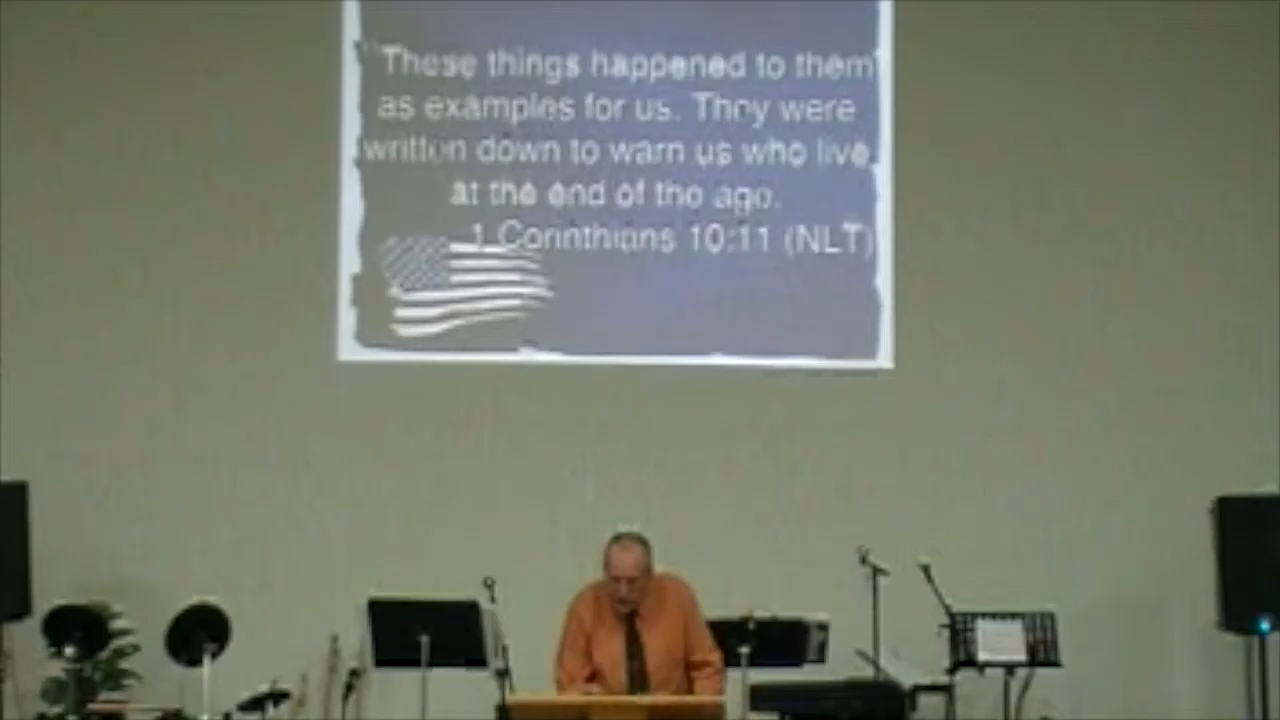 11 These things happened to them
as examples for us. They were
written down to warn us who live
at the end of the age.
1 Corinthians 10:11 (NLT)